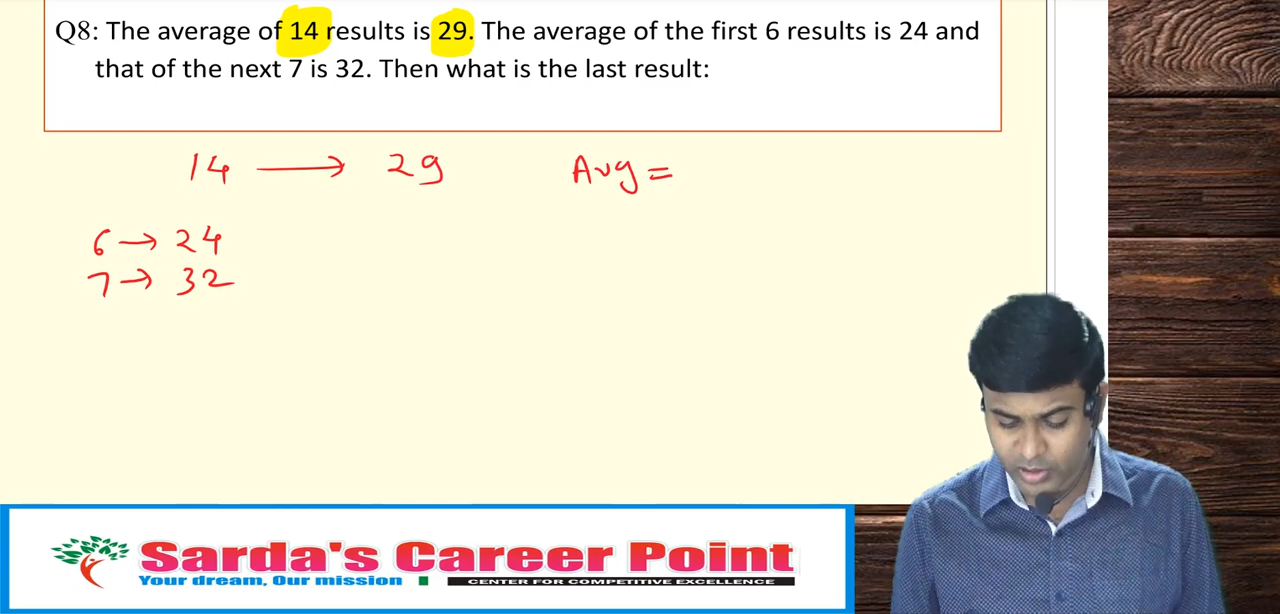 Q8: The average of 14 results is 29. The average of the first 6 results is 24 and
that of the next 7 is 32. Then what is the last result:
14 → 29 Avg =
6 → 24
7 → 32
Sarda's Career Point
Your dream, Our mission CENTER FOR COMPETITIVE EXCELLENCE